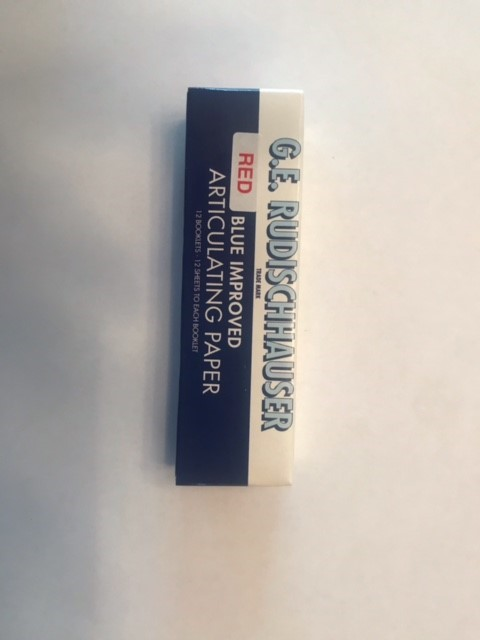 G.E. RUDISCHHAUSER
TRADE MARK
RED BLUE IMPROVED
ARTICULATING PAPER
12 BOOKLETS - 12 SHEETS TO EACH BOOKLET